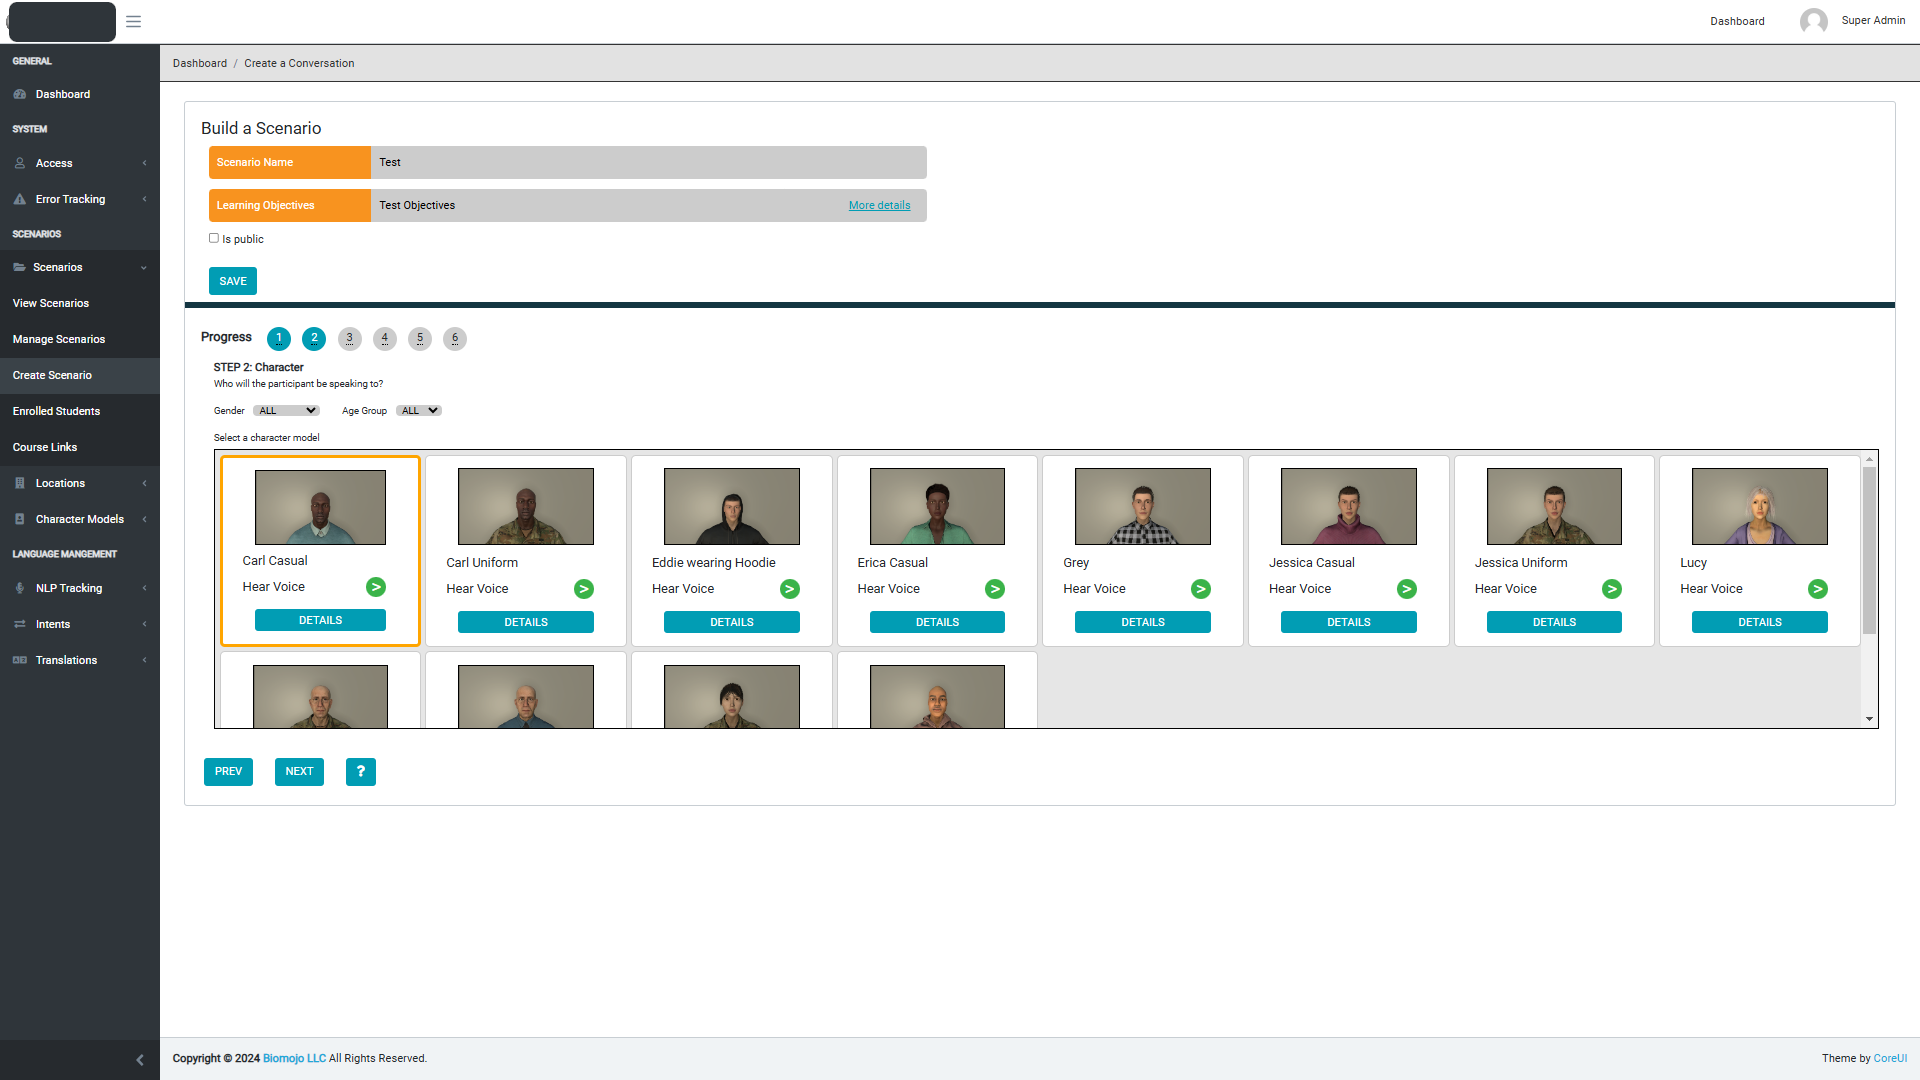 Dashboard
Super Admin
GENERAL
Dashboard
SYSTEM
Access
Error Tracking
SCENARIOS
Scenarios
View Scenarios
Manage Scenarios
Create Scenario
Enrolled Students
Course Links
Locations
Character Models
LANGUAGE MANGEMENT
NLP Tracking
Intents
Translations
Dashboard / Create a Conversation
Build a Scenario
Scenario Name Test
Learning Objectives Test Objectives More details
Is public
SAVE
Progress 1 2 3 4 5 6
STEP 2: Character
Who will the participant be speaking to?
Gender ALL Age Group ALL
Select a character model
Carl Casual
Hear Voice >
DETAILS
Carl Uniform
Hear Voice >
DETAILS
Eddie wearing Hoodie
Hear Voice >
DETAILS
Erica Casual
Hear Voice >
DETAILS
Grey
Hear Voice >
DETAILS
Jessica Casual
Hear Voice >
DETAILS
Jessica Uniform
Hear Voice >
DETAILS
Lucy
Hear Voice >
DETAILS
PREV NEXT ?
Copyright © 2024 Biomojo LLC All Rights Reserved.
Theme by CoreUI